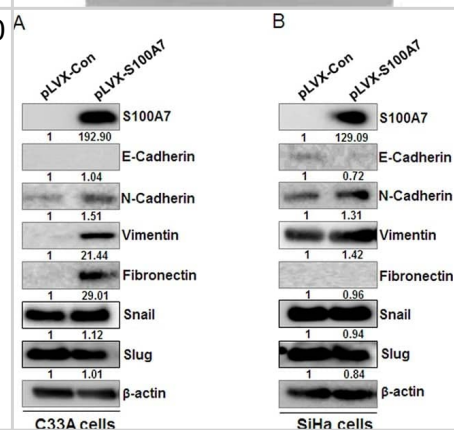 A
pLVX-Con pLVX-S100A7
S100A7
1 192.90
E-Cadherin
1 1.04
N-Cadherin
1 1.51
Vimentin
1 21.44
Fibronectin
1 29.01
Snail
1 1.12
Slug
1 1.01
β-actin
C33A cells
B
pLVX-Con pLVX-S100A7
S100A7
1 129.09
E-Cadherin
1 0.72
N-Cadherin
1 1.31
Vimentin
1 1.42
Fibronectin
1 0.96
Snail
1 0.94
Slug
1 0.84
β-actin
SiHa cells